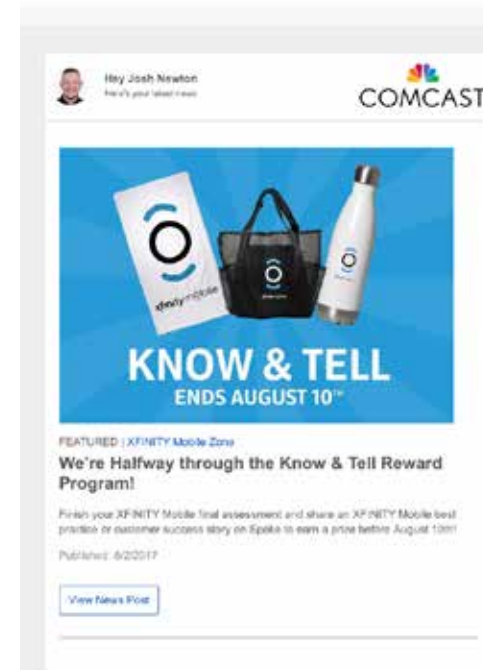 Hey Josh Newton
Here's your latest news
COMCAST
xfinity mobile
xfinity mobile
KNOW & TELL
ENDS AUGUST 10TH
FEATURED | XFINITY Mobile Zone
We're Halfway through the Know & Tell Reward
Program!
Finish your XFINITY Mobile final assessment and share an XFINITY Mobile best
practice or customer success story on Spoke to earn a prize before August 10th!
Published: 8/2/2017
View News Post